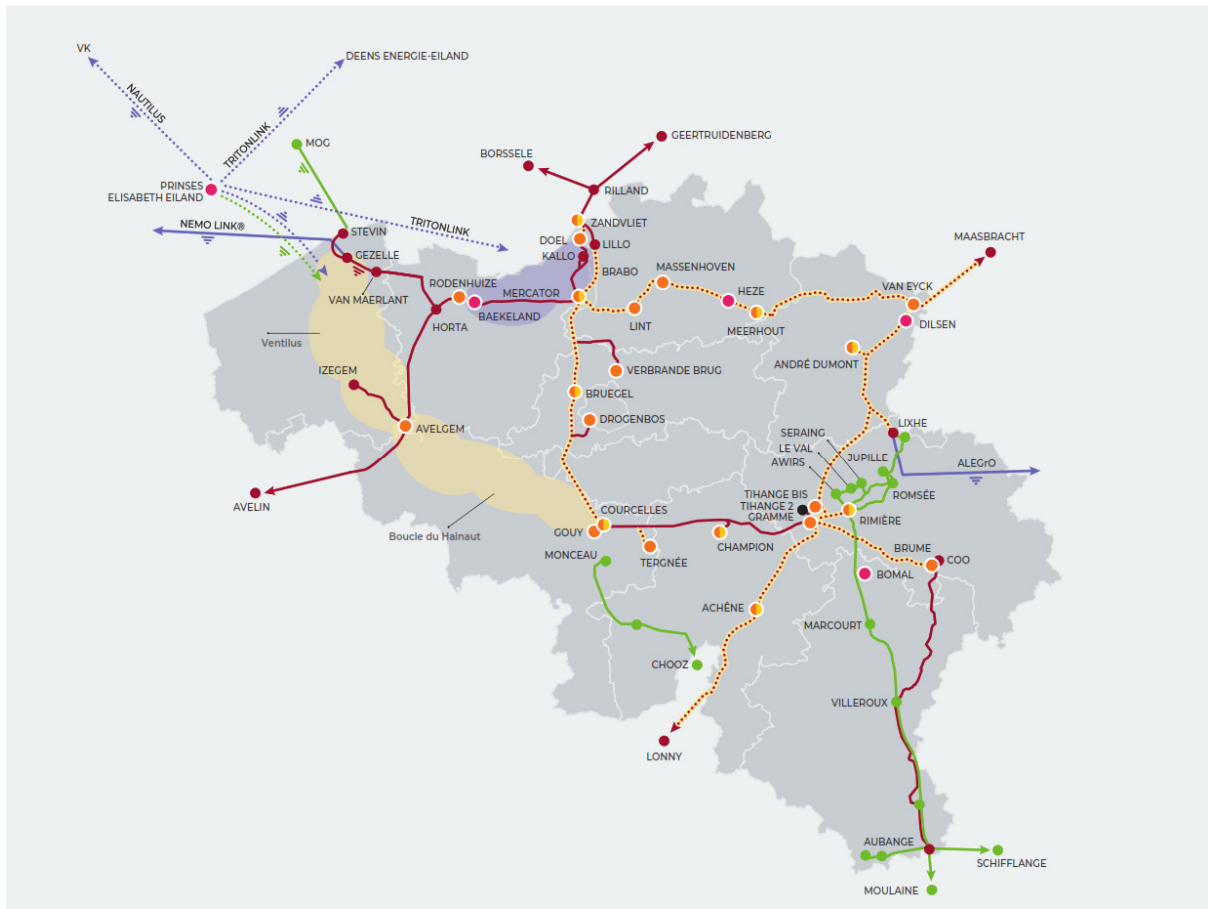 VK
DEENS ENERGIE-EILAND
NAUTILUS
TRITONLINK
MOG
GEERTRUIDENBERG
BORSSELE
PRINSES
ELISABETH EILAND
RILLAND
NEMO LINK®
TRITONLINK
STEVIN
ZANDVLIET
DOEL
LILLO
KALLO
GEZELLE
MAASBRACHT
BRABO
MASSENHOVEN
RODENHUIZE
MERCATOR
HEZE
VAN EYCK
VAN MAERLANT
BAEKELAND
HORTA
LINT
MEERHOUT
DILSEN
Ventilus
ANDRÉ DUMONT
IZEGEM
VERBRANDE BRUG
BRUEGEL
DROGENBOS
AVELGEM
LIXHE
SERAING
LE VAL
JUPILLE
AWIRS
ALEGrO
AVELIN
ROMSÉE
TIHANGE BIS
TIHANGE 2
GRAMME
COURCELLES
RIMIÈRE
GOUY
Boucle du Hainaut
CHAMPION
MONCEAU
TERGNÉE
BRUME
COO
BOMAL
ACHÊNE
MARCOURT
CHOOZ
VILLEROUX
LONNY
AUBANGE
SCHIFFLANGE
MOULAINE